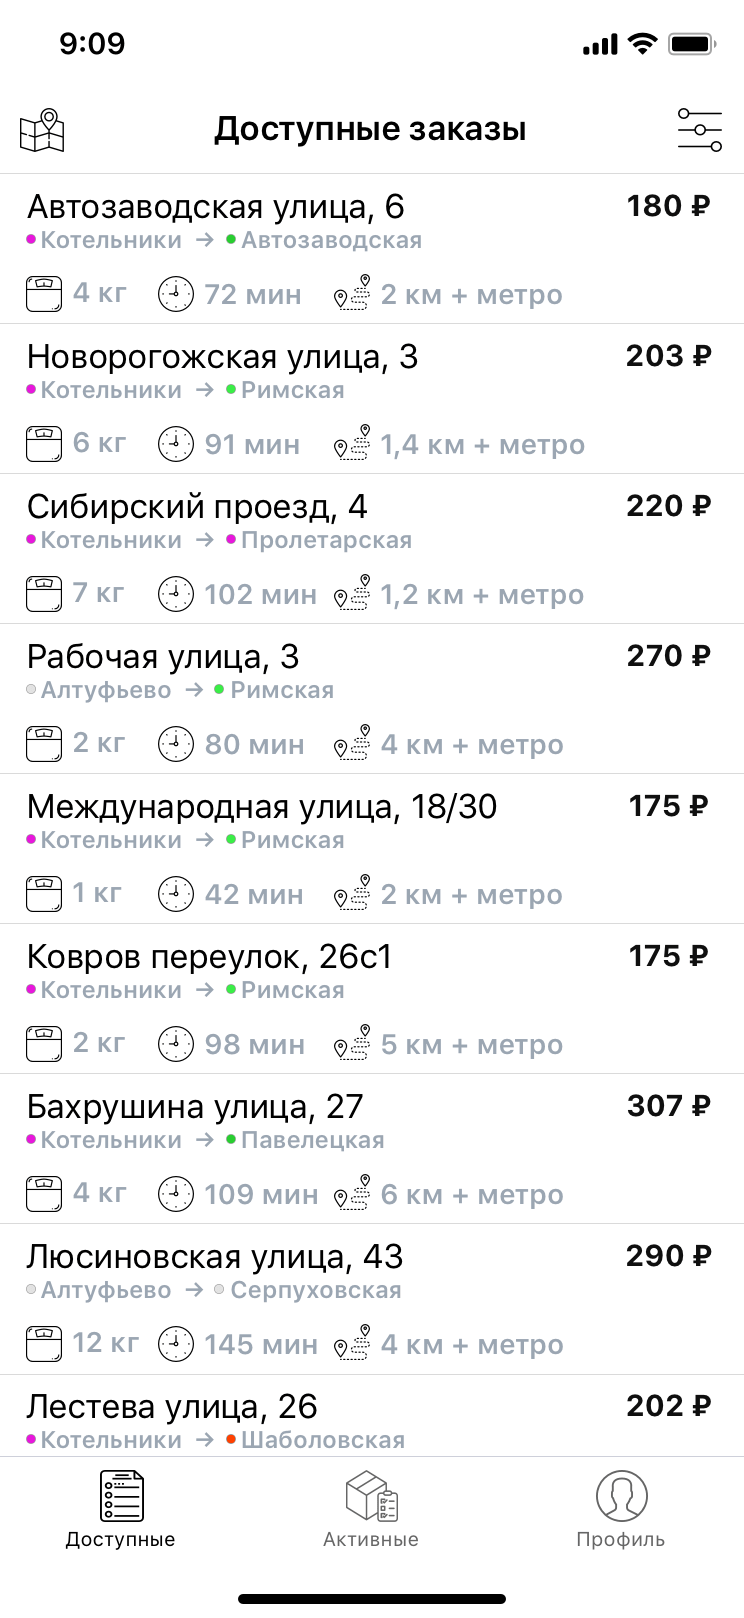 9:09
Доступные заказы
Автозаводская улица, 6 180 ₽
Котельники → Автозаводская
4 кг 72 мин 2 км + метро
Новорогожская улица, 3 203 ₽
Котельники → Римская
6 кг 91 мин 1,4 км + метро
Сибирский проезд, 4 220 ₽
Котельники → Пролетарская
7 кг 102 мин 1,2 км + метро
Рабочая улица, 3 270 ₽
Алтуфьево → Римская
2 кг 80 мин 4 км + метро
Международная улица, 18/30 175 ₽
Котельники → Римская
1 кг 42 мин 2 км + метро
Ковров переулок, 26с1 175 ₽
Котельники → Римская
2 кг 98 мин 5 км + метро
Бахрушина улица, 27 307 ₽
Котельники → Павелецкая
4 кг 109 мин 6 км + метро
Люсиновская улица, 43 290 ₽
Алтуфьево → Серпуховская
12 кг 145 мин 4 км + метро
Лестева улица, 26 202 ₽
Котельники → Шаболовская
Доступные Активные Профиль